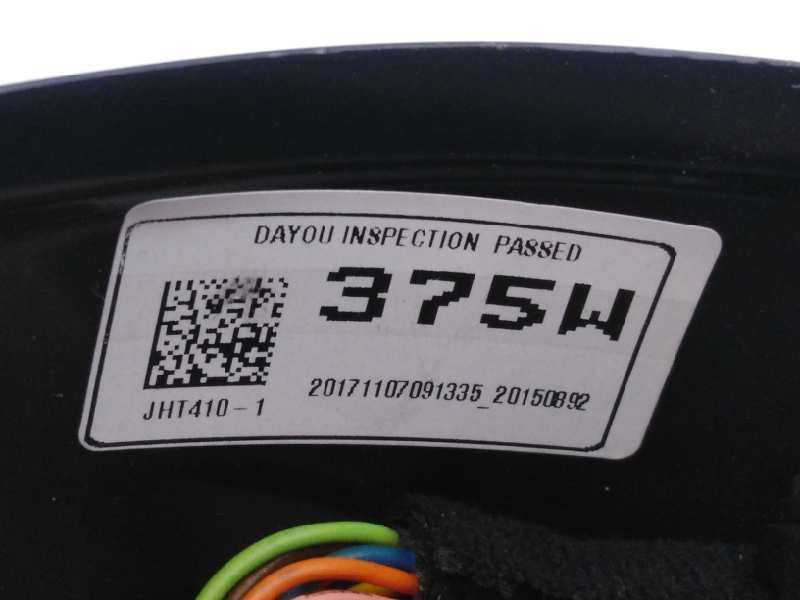 DAYOU INSPECTION PASSED
375W
20171107091335_20150892
JHT410-1